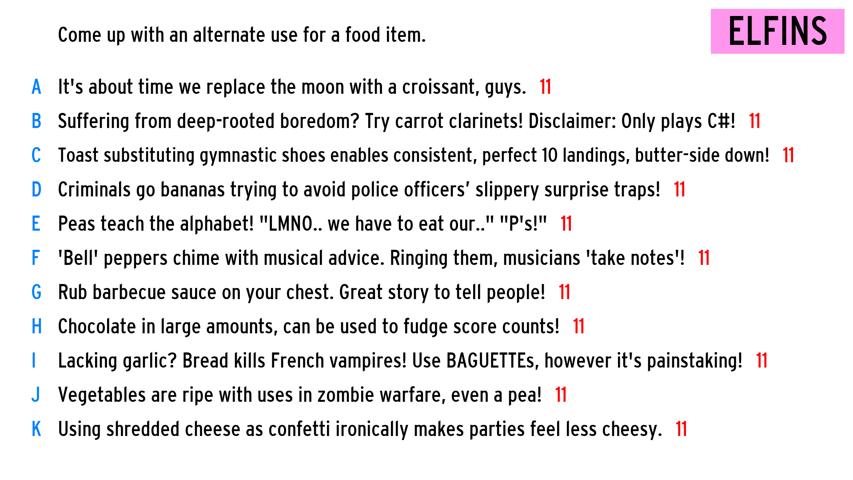 ELFINS
Come up with an alternate use for a food item.
A It's about time we replace the moon with a croissant, guys. 11
B Suffering from deep-rooted boredom? Try carrot clarinets! Disclaimer: Only plays C#! 11
C Toast substituting gymnastic shoes enables consistent, perfect 10 landings, butter-side down! 11
D Criminals go bananas trying to avoid police officers’ slippery surprise traps! 11
E Peas teach the alphabet! "LMNO.. we have to eat our.." "P's!" 11
F 'Bell' peppers chime with musical advice. Ringing them, musicians 'take notes'! 11
G Rub barbecue sauce on your chest. Great story to tell people! 11
H Chocolate in large amounts, can be used to fudge score counts! 11
I Lacking garlic? Bread kills French vampires! Use BAGUETTEs, however it's painstaking! 11
J Vegetables are ripe with uses in zombie warfare, even a pea! 11
K Using shredded cheese as confetti ironically makes parties feel less cheesy. 11